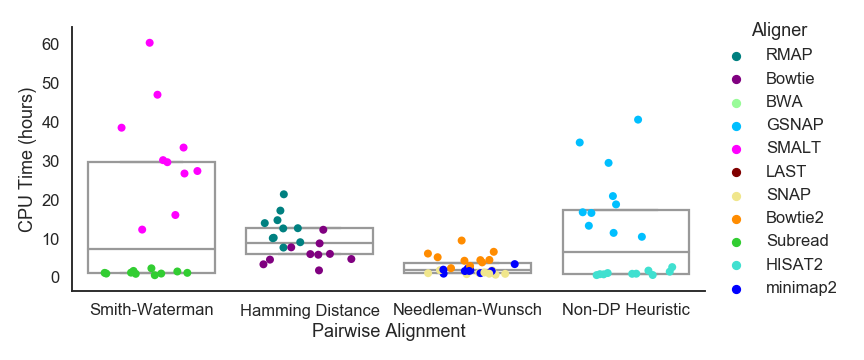 Aligner
RMAP
Bowtie
BWA
GSNAP
SMALT
LAST
SNAP
Bowtie2
Subread
HISAT2
minimap2
CPU Time (hours)
60
50
40
30
20
10
0
Smith-Waterman Hamming Distance Needleman-Wunsch Non-DP Heuristic
Pairwise Alignment